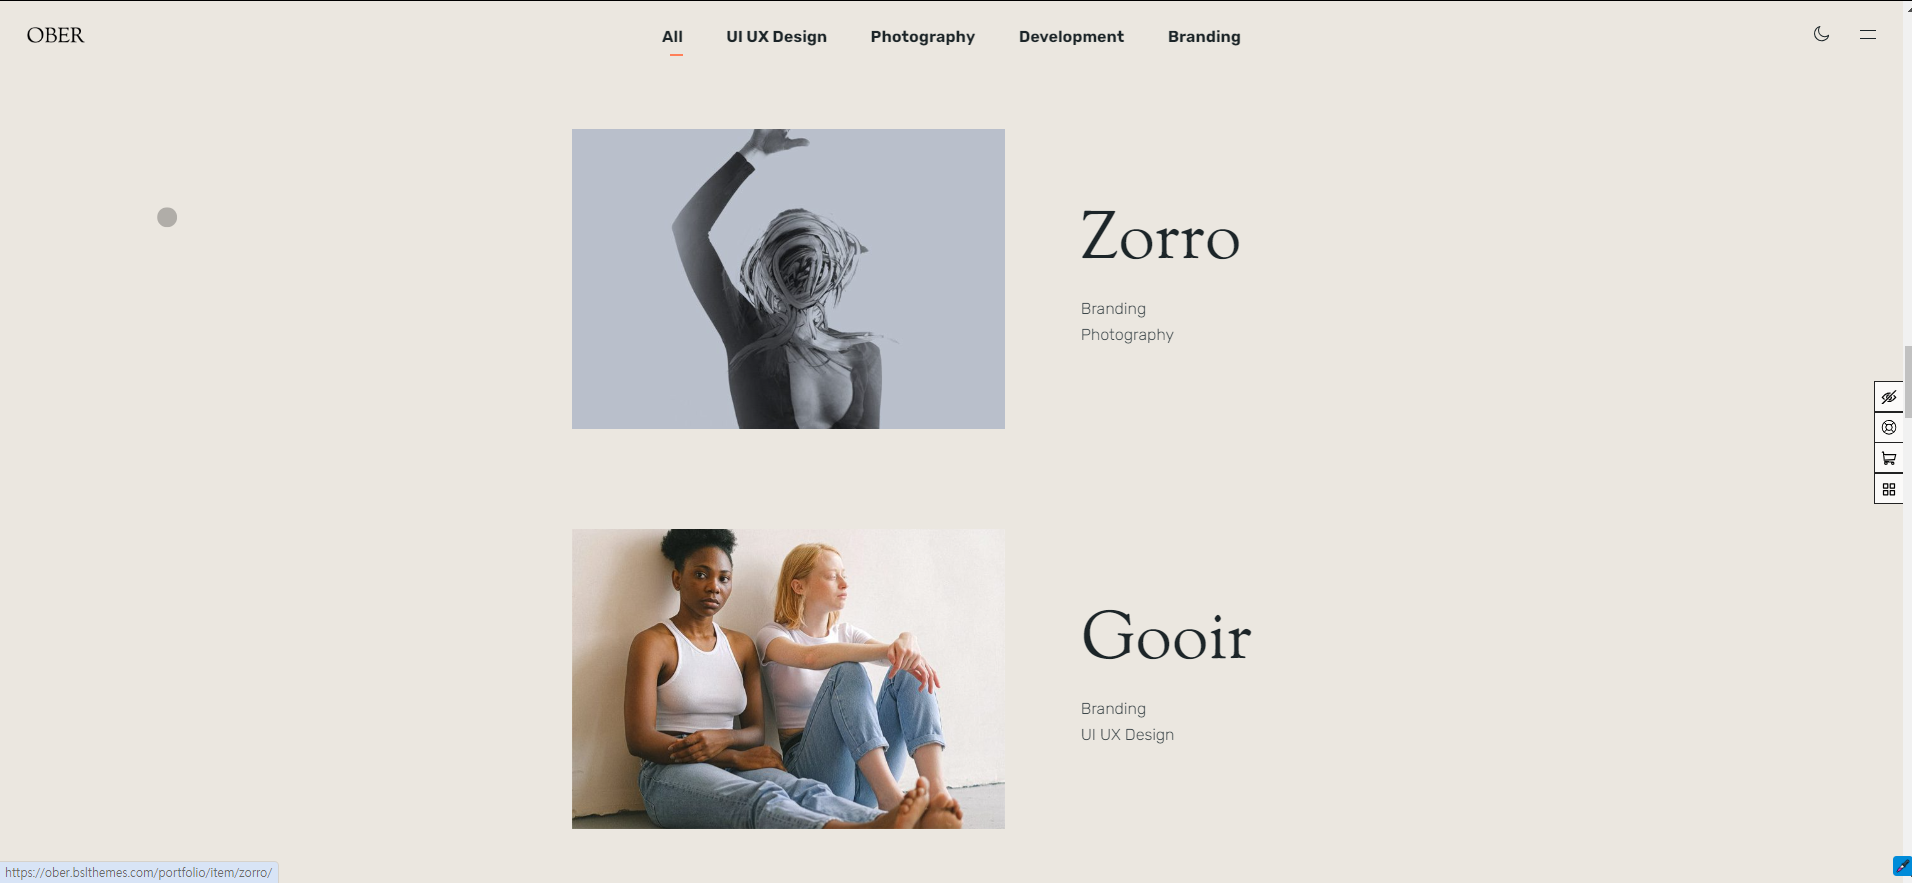 OBER
All
UI UX Design
Photography
Development
Branding
Zorro
Branding
Photography
Gooir
Branding
UI UX Design
https://ober.bslthemes.com/portfolio/item/zorro/